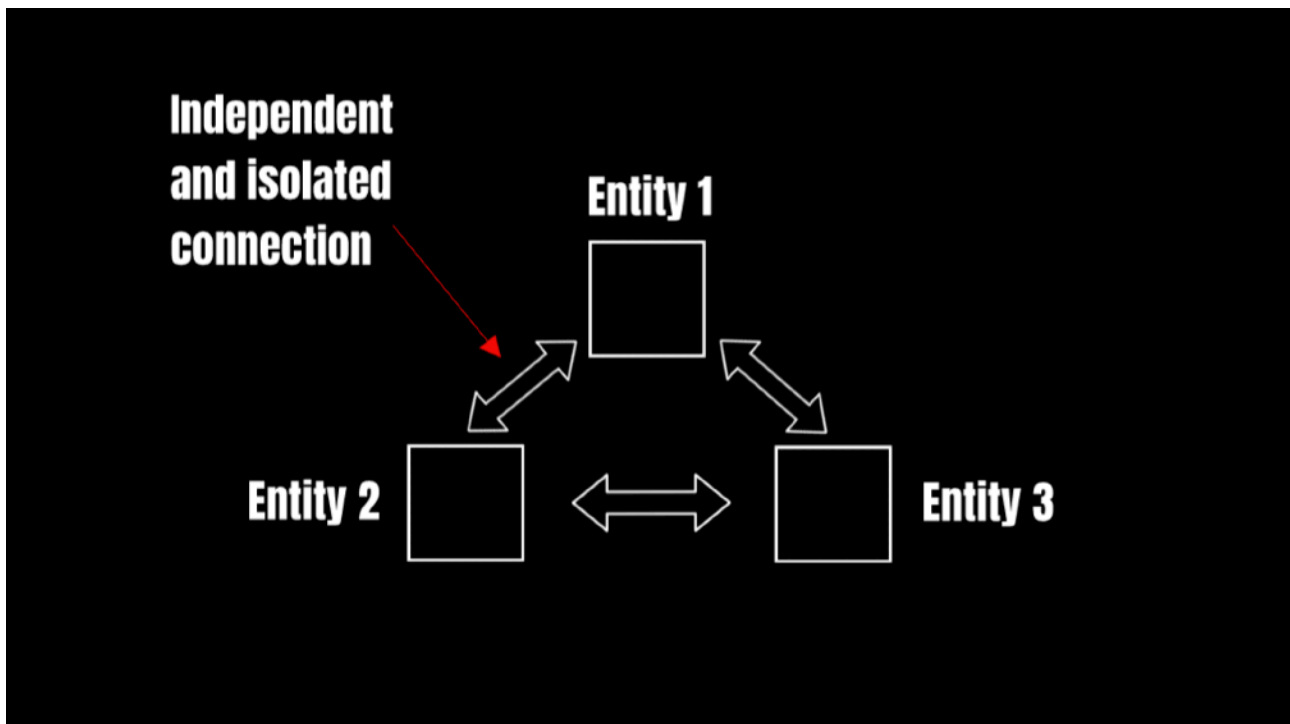 Independent
and isolated
connection
Entity 1
Entity 2
Entity 3